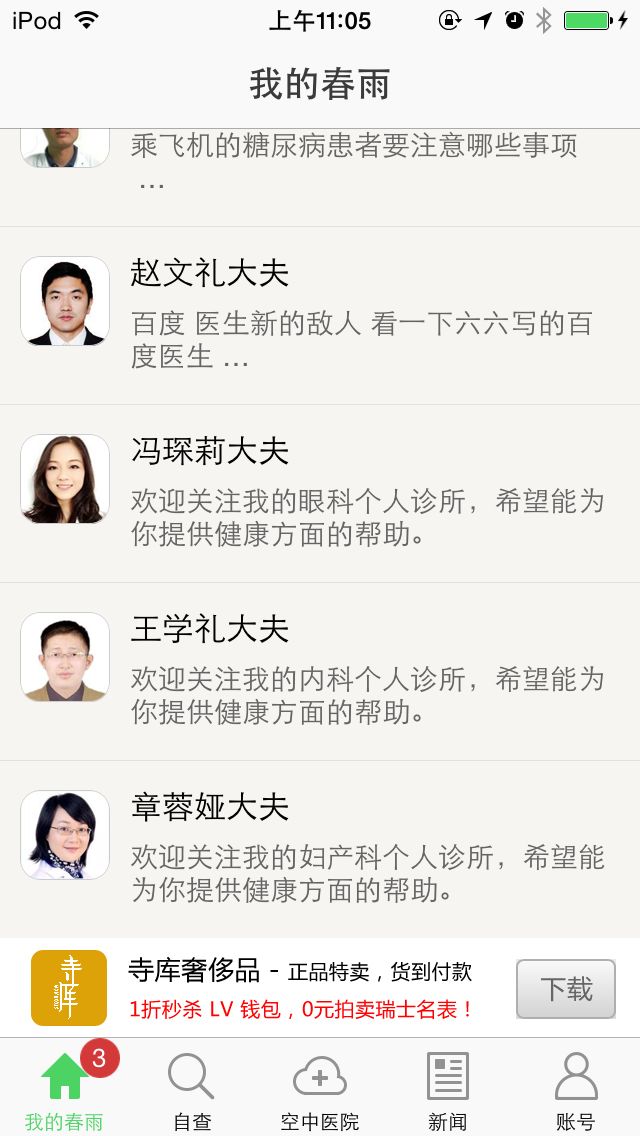 iPod 上午11:05
我的春雨
乘飞机的糖尿病患者要注意哪些事项
…
赵文礼大夫
百度 医生新的敌人 看一下六六写的百
度医生 …
冯琛莉大夫
欢迎关注我的眼科个人诊所，希望能为
你提供健康方面的帮助。
王学礼大夫
欢迎关注我的内科个人诊所，希望能为
你提供健康方面的帮助。
章蓉娅大夫
欢迎关注我的妇产科个人诊所，希望能
为你提供健康方面的帮助。
寺库
寺库奢侈品 - 正品特卖，货到付款
1折秒杀 LV 钱包，0元拍卖瑞士名表！
下载
3
我的春雨 自查 空中医院 新闻 账号